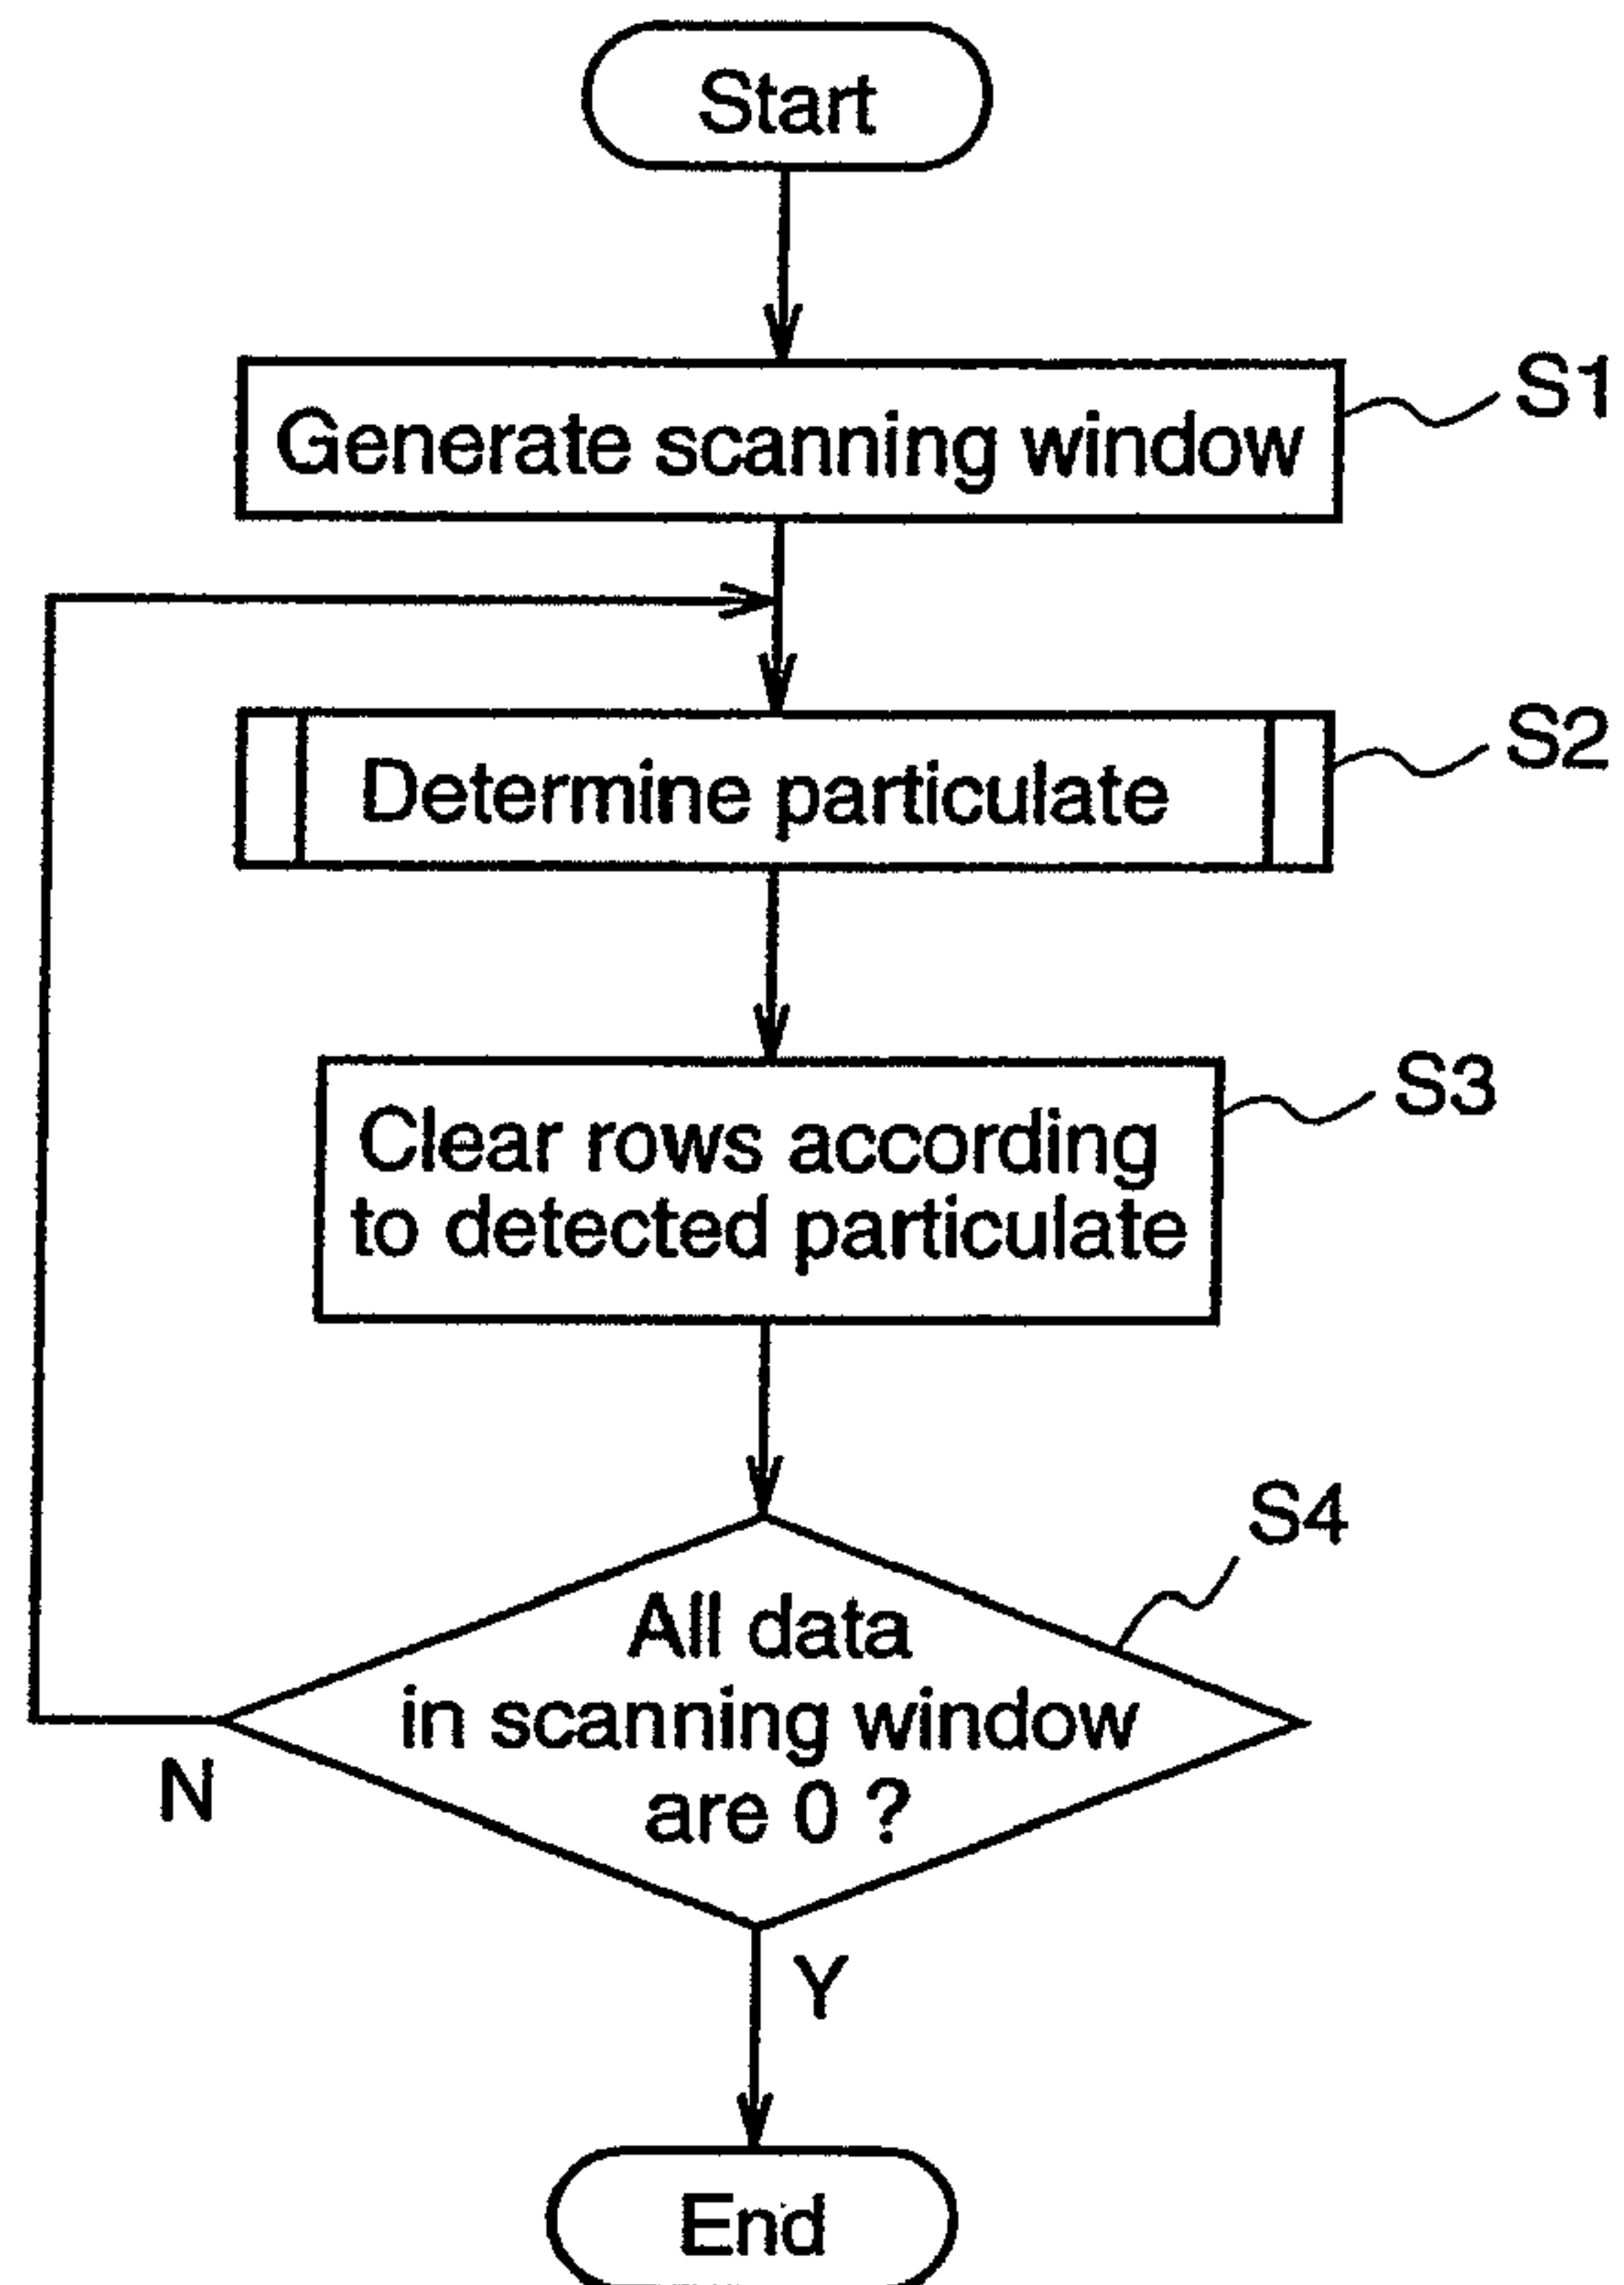 Start
Generate scanning window
S1
Determine particulate
S2
Clear rows according
to detected particulate
S3
S4
All data
in scanning window
are 0 ?
N
Y
End